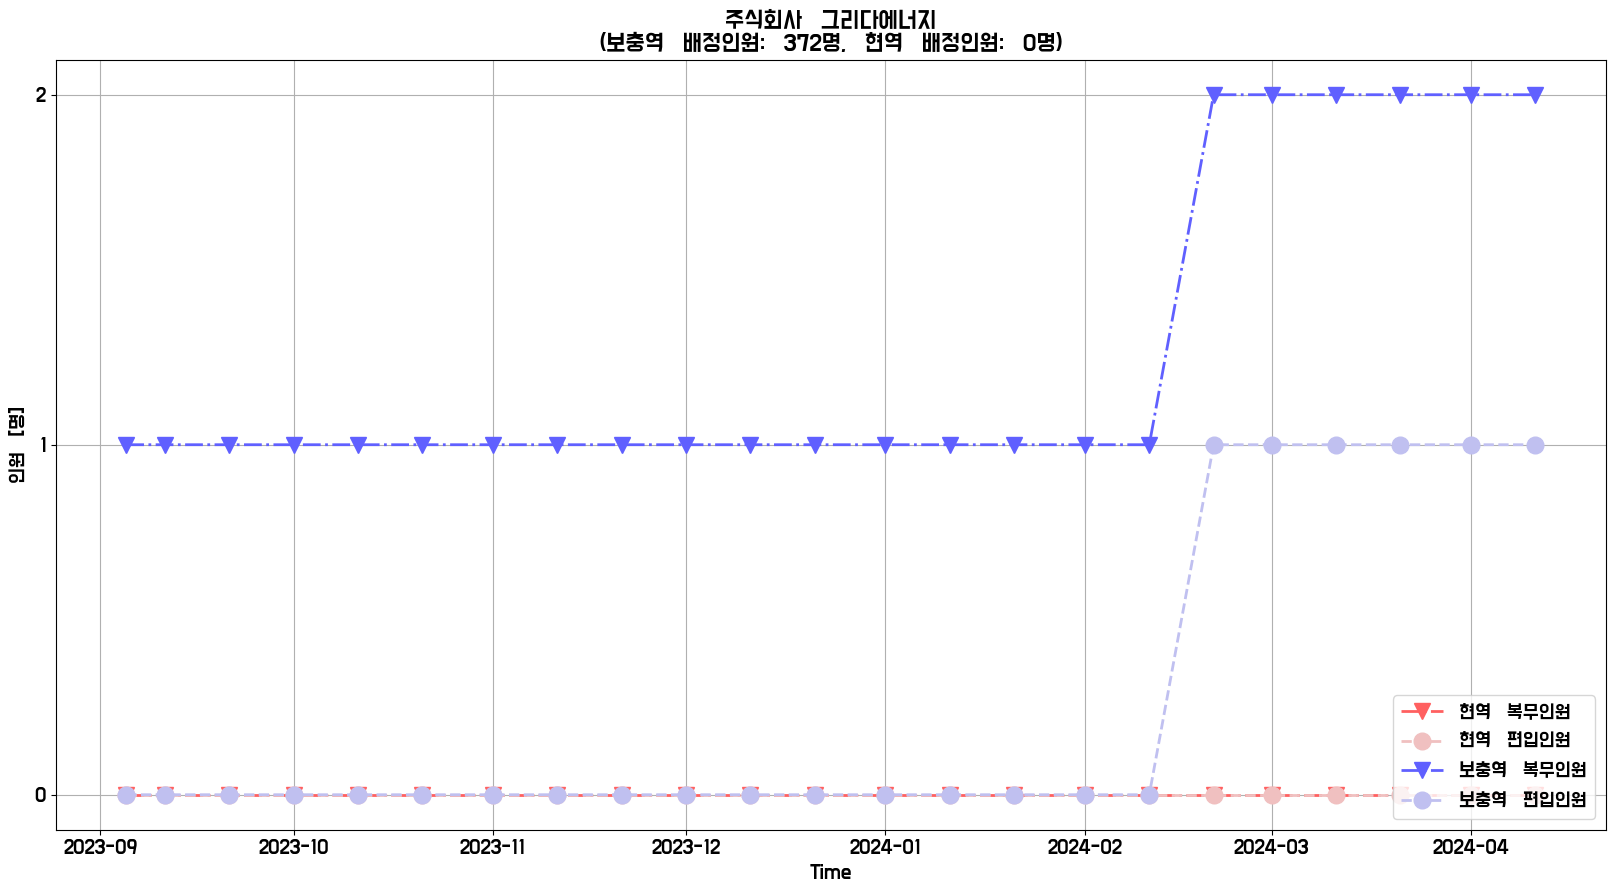 주식회사 그리다에너지
(보충역 배정인원: 372명, 현역 배정인원: 0명)
2
1
0
인원 [명]
2023-09 2023-10 2023-11 2023-12 2024-01 2024-02 2024-03 2024-04
Time
현역 복무인원
현역 편입인원
보충역 복무인원
보충역 편입인원